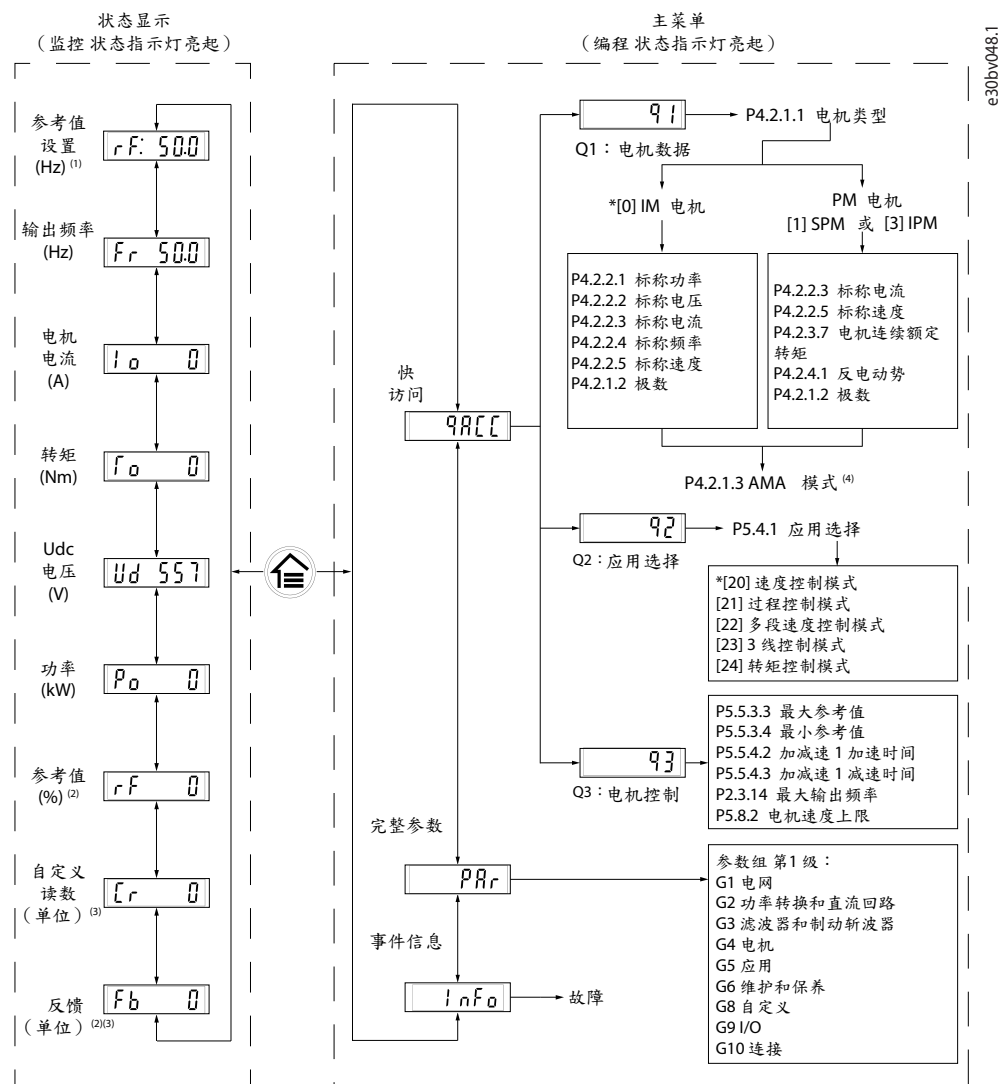 状态显示
（监控 状态指示灯亮起）
主菜单
（编程 状态指示灯亮起）
e30bv048.1
参考值
设置
(Hz) (1)
rF: 50.0
输出频率
(Hz)
Fr 50.0
电机
电流
(A)
Io 0
转矩
(Nm)
To 0
Udc
电压
(V)
Ud 557
功率
(kW)
Po 0
参考值
(%) (2)
rF 0
自定义
读数
（单位）(3)
Cr 0
反馈
（单位）(2)(3)
Fb 0
快
访问
qACC
完整参数
PAr
事件信息
InFo
故障
q1
Q1：电机数据
P4.2.1.1 电机类型
*[0] IM 电机
PM 电机
[1] SPM 或 [3] IPM
P4.2.2.1 标称功率
P4.2.2.2 标称电压
P4.2.2.3 标称电流
P4.2.2.4 标称频率
P4.2.2.5 标称速度
P4.2.1.2 极数
P4.2.2.3 标称电流
P4.2.2.5 标称速度
P4.2.3.7 电机连续额定
转矩
P4.2.4.1 反电动势
P4.2.1.2 极数
P4.2.1.3 AMA 模式 (4)
q2
Q2：应用选择
P5.4.1 应用选择
*[20] 速度控制模式
[21] 过程控制模式
[22] 多段速度控制模式
[23] 3 线控制模式
[24] 转矩控制模式
q3
Q3：电机控制
P5.5.3.3 最大参考值
P5.5.3.4 最小参考值
P5.5.4.2 加减速 1 加速时间
P5.5.4.3 加减速 1 减速时间
P2.3.14 最大输出频率
P5.8.2 电机速度上限
参数组 第1 级：
G1 电网
G2 功率转换和直流回路
G3 滤波器和制动斩波器
G4 电机
G5 应用
G6 维护和保养
G8 自定义
G9 I/O
G10 连接